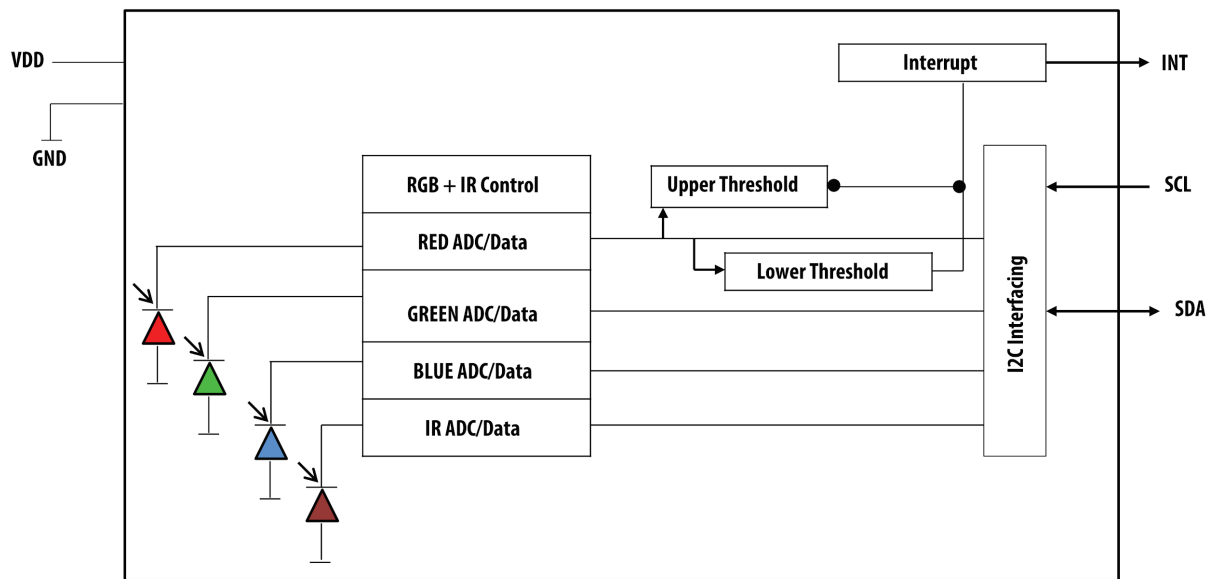 VDD
GND
Interrupt
INT
RGB + IR Control
Upper Threshold
SCL
RED ADC/Data
Lower Threshold
GREEN ADC/Data
I2C Interfacing
SDA
BLUE ADC/Data
IR ADC/Data